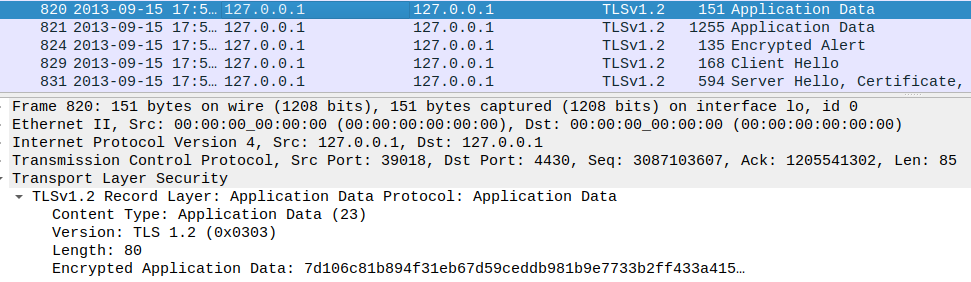 820 2013-09-15 17:5… 127.0.0.1 127.0.0.1 TLSv1.2 151 Application Data
821 2013-09-15 17:5… 127.0.0.1 127.0.0.1 TLSv1.2 1255 Application Data
824 2013-09-15 17:5… 127.0.0.1 127.0.0.1 TLSv1.2 135 Encrypted Alert
829 2013-09-15 17:5… 127.0.0.1 127.0.0.1 TLSv1.2 168 Client Hello
831 2013-09-15 17:5… 127.0.0.1 127.0.0.1 TLSv1.2 594 Server Hello, Certificate,
Frame 820: 151 bytes on wire (1208 bits), 151 bytes captured (1208 bits) on interface lo, id 0
Ethernet II, Src: 00:00:00_00:00:00 (00:00:00:00:00:00), Dst: 00:00:00_00:00:00 (00:00:00:00:00:00)
Internet Protocol Version 4, Src: 127.0.0.1, Dst: 127.0.0.1
Transmission Control Protocol, Src Port: 39018, Dst Port: 4430, Seq: 3087103607, Ack: 1205541302, Len: 85
Transport Layer Security
TLSv1.2 Record Layer: Application Data Protocol: Application Data
Content Type: Application Data (23)
Version: TLS 1.2 (0x0303)
Length: 80
Encrypted Application Data: 7d106c81b894f31eb67d59ceddb981b9e7733b2ff433a415…